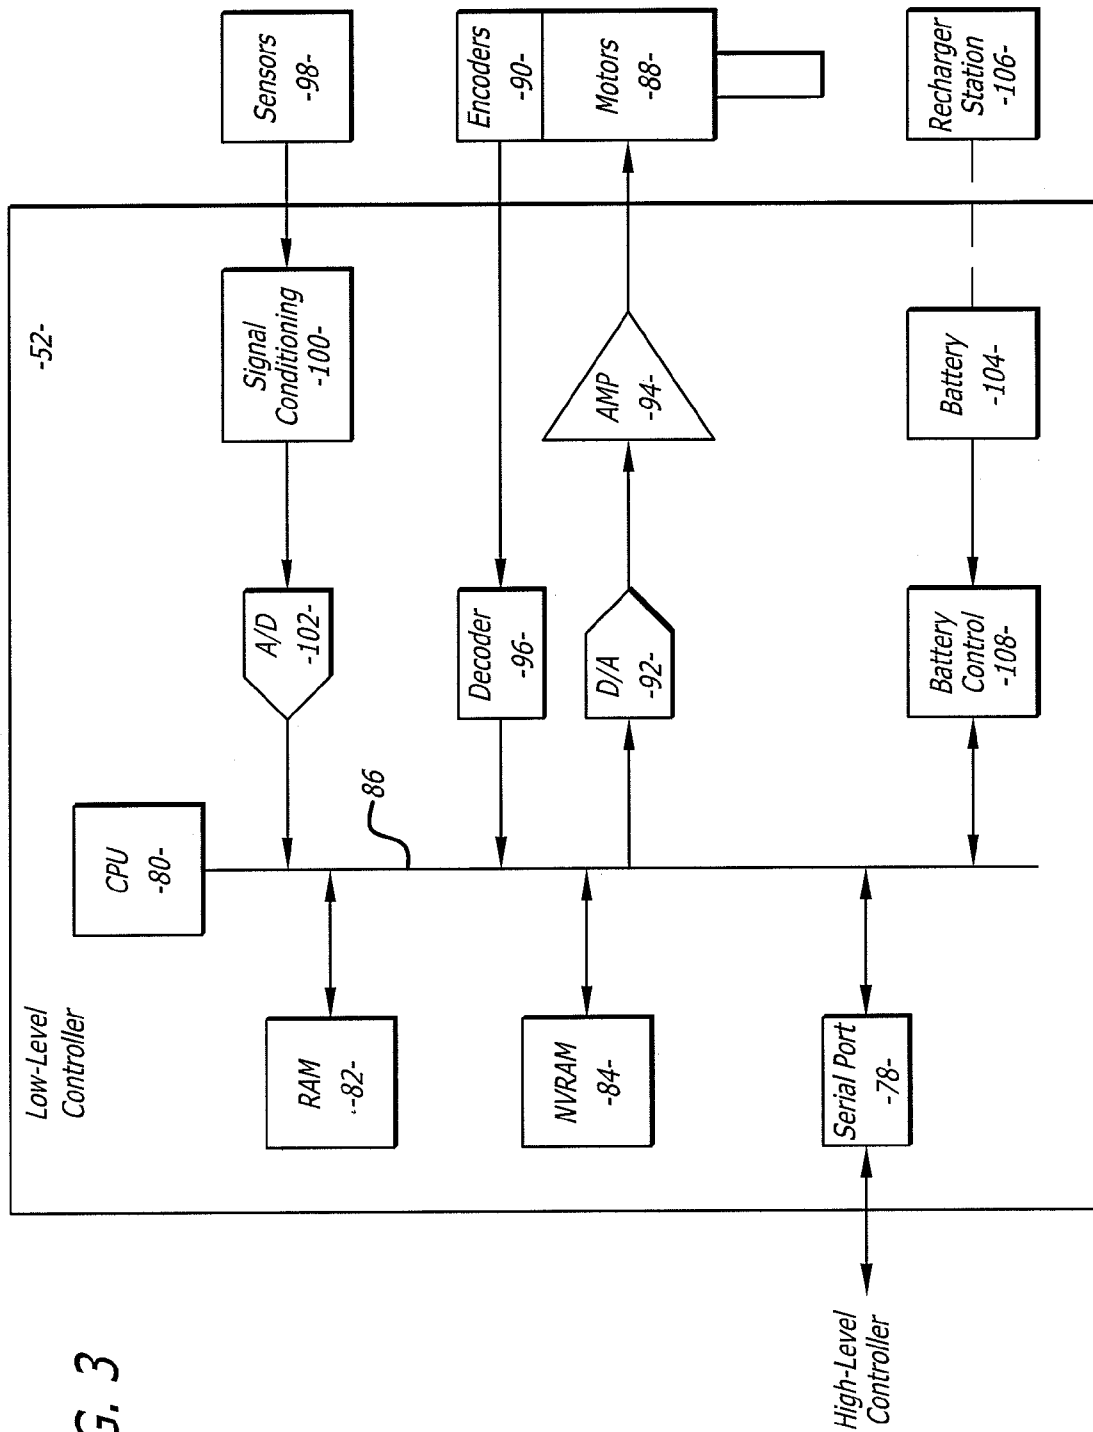 G. 3
Low-Level
Controller
-52-
CPU
-80-
86
RAM
-82-
NVRAM
-84-
Serial Port
-78-
High-Level
Controller
A/D
-102-
Signal
Conditioning
-100-
Sensors
-98-
Decoder
-96-
Encoders
-90-
D/A
-92-
AMP
-94-
Motors
-88-
Battery
Control
-108-
Battery
-104-
Recharger
Station
-106-